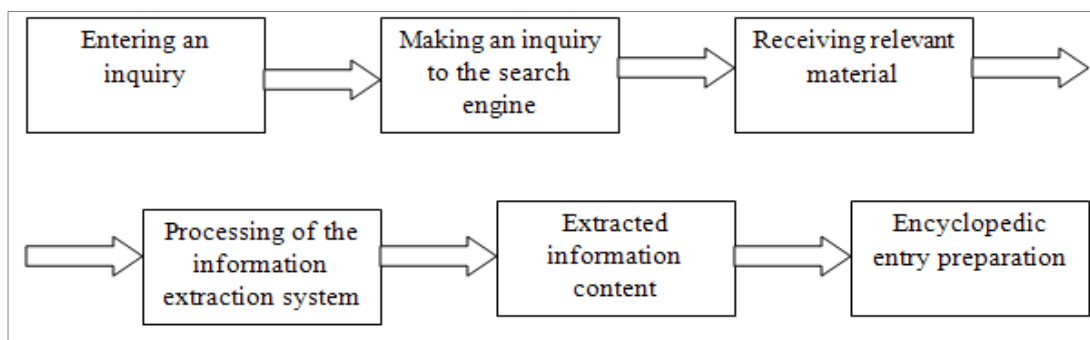 Entering an
inquiry
Making an inquiry
to the search
engine
Receiving relevant
material
Processing of the
information
extraction system
Extracted
information
content
Encyclopedic
entry preparation